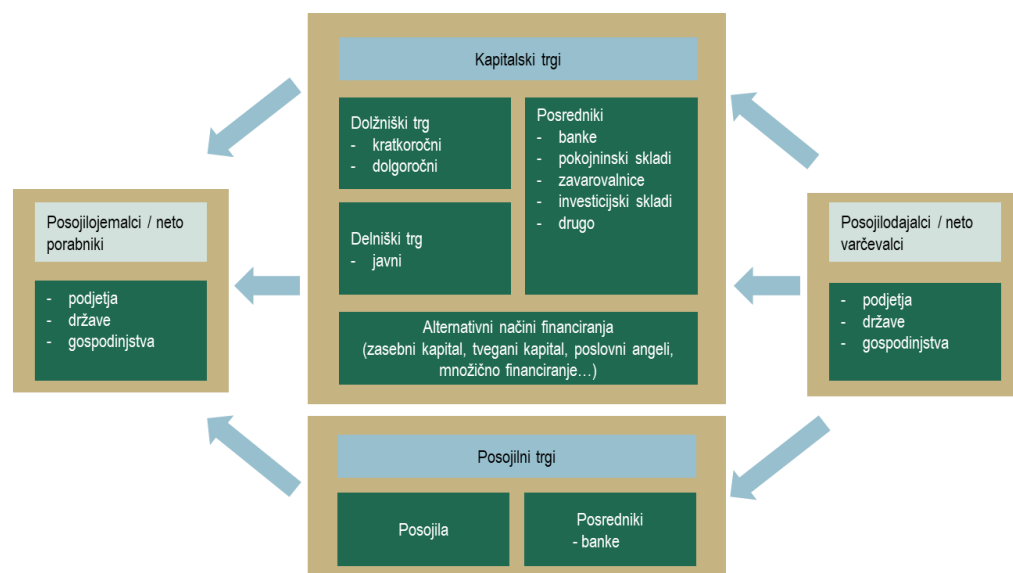 Kapitalski trgi
Dolžniški trg
- kratkoročni
- dolgoročni
Delniški trg
- javni
Posredniki
- banke
- pokojninski skladi
- zavarovalnice
- investicijski skladi
- drugo
Alternativni načini financiranja
(zasebni kapital, tvegani kapital, poslovni angeli,
množično financiranje…)
Posojilojemalci / neto
porabniki
- podjetja
- države
- gospodinjstva
Posojilodajalci / neto
varčevalci
- podjetja
- države
- gospodinjstva
Posojilni trgi
Posojila
Posredniki
- banke